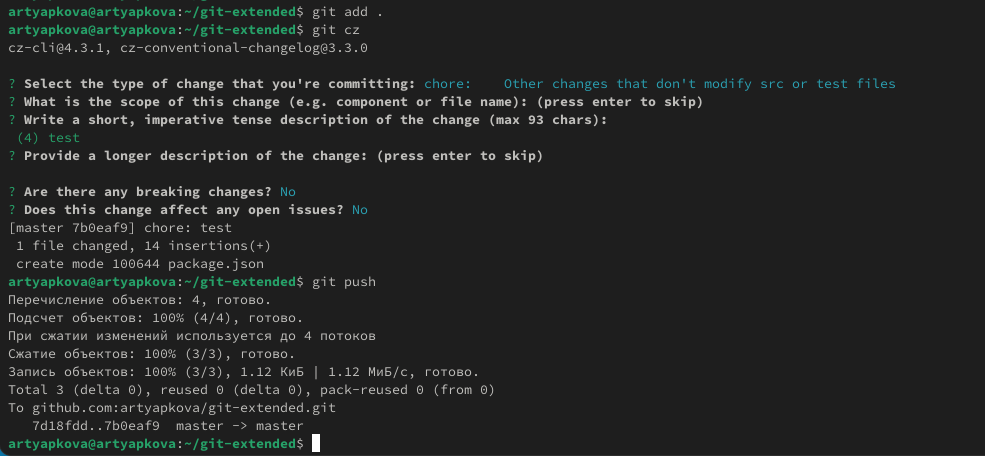 artyapkova@artyapkova:~/git-extended$ git add .
artyapkova@artyapkova:~/git-extended$ git cz
cz-cli@4.3.1, cz-conventional-changelog@3.3.0
? Select the type of change that you're committing: chore:    Other changes that don't modify src or test files
? What is the scope of this change (e.g. component or file name): (press enter to skip)
? Write a short, imperative tense description of the change (max 93 chars):
(4) test
? Provide a longer description of the change: (press enter to skip)
? Are there any breaking changes? No
? Does this change affect any open issues? No
[master 7b0eaf9] chore: test
1 file changed, 14 insertions(+)
create mode 100644 package.json
artyapkova@artyapkova:~/git-extended$ git push
Перечисление объектов: 4, готово.
Подсчет объектов: 100% (4/4), готово.
При сжатии изменений используется до 4 потоков
Сжатие объектов: 100% (3/3), готово.
Запись объектов: 100% (3/3), 1.12 КиБ | 1.12 МиБ/с, готово.
Total 3 (delta 0), reused 0 (delta 0), pack-reused 0 (from 0)
To github.com:artyapkova/git-extended.git
7d18fdd..7b0eaf9  master -> master
artyapkova@artyapkova:~/git-extended$